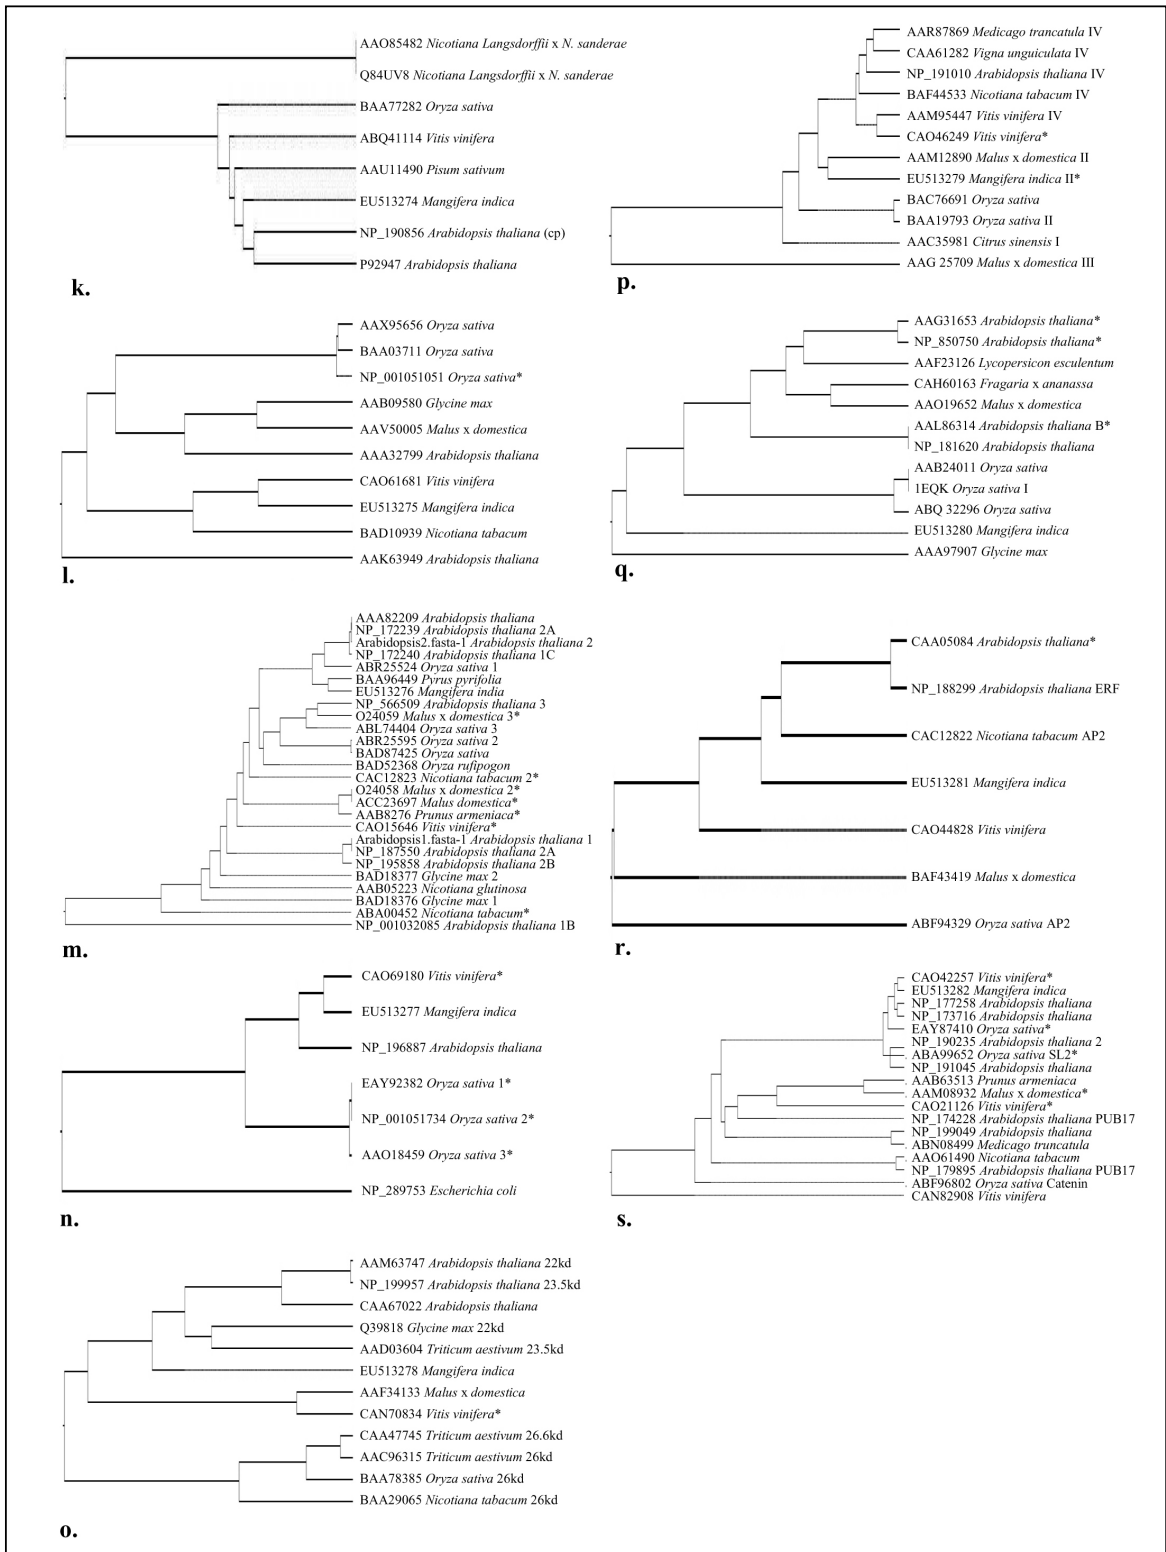 AAO85482 Nicotiana Langsdorffii x N. sanderae
Q84UV8 Nicotiana Langsdorffii x N. sanderae
BAA77282 Oryza sativa
ABQ41114 Vitis vinifera
AAU11490 Pisum sativum
EU513274 Mangifera indica
NP_190856 Arabidopsis thaliana (cp)
P92947 Arabidopsis thaliana
k.
AAX95656 Oryza sativa
BAA03711 Oryza sativa
NP_001051051 Oryza sativa*
AAB09580 Glycine max
AAV50005 Malus x domestica
AAA32799 Arabidopsis thaliana
CAO61681 Vitis vinifera
EU513275 Mangifera indica
BAD10939 Nicotiana tabacum
AAK63949 Arabidopsis thaliana
l.
AAA82209 Arabidopsis thaliana
NP_172239 Arabidopsis thaliana 2A
Arabidopsis2.fasta-1 Arabidopsis thaliana 2
NP_172240 Arabidopsis thaliana 1C
ABR25524 Oryza sativa 1
BAA96449 Pyrus pyrifolia
EU513276 Mangifera india
NP_566509 Arabidopsis thaliana 3
O24059 Malus x domestica 3*
ABL74404 Oryza sativa 3
ABR25595 Oryza sativa 2
BAD87425 Oryza sativa
BAD52368 Oryza rufipogon
CAC12823 Nicotiana tabacum 2*
O24058 Malus x domestica 2*
ACC23697 Malus domestica*
AAB8276 Prunus armeniaca*
CAO15646 Vitis vinifera*
Arabidopsis1.fasta-1 Arabidopsis thaliana 1
NP_187550 Arabidopsis thaliana 2A
NP_195858 Arabidopsis thaliana 2B
BAD18377 Glycine max 2
AAB05223 Nicotiana glutinosa
BAD18376 Glycine max 1
ABA00452 Nicotiana tabacum*
NP_001032085 Arabidopsis thaliana 1B
m.
CAO69180 Vitis vinifera*
EU513277 Mangifera indica
NP_196887 Arabidopsis thaliana
EAY92382 Oryza sativa 1*
NP_001051734 Oryza sativa 2*
AAO18459 Oryza sativa 3*
NP_289753 Escherichia coli
n.
AAM63747 Arabidopsis thaliana 22kd
NP_199957 Arabidopsis thaliana 23.5kd
CAA67022 Arabidopsis thaliana
Q39818 Glycine max 22kd
AAD03604 Triticum aestivum 23.5kd
EU513278 Mangifera indica
AAF34133 Malus x domestica
CAN70834 Vitis vinifera*
CAA47745 Triticum aestivum 26.6kd
AAC96315 Triticum aestivum 26kd
BAA78385 Oryza sativa 26kd
BAA29065 Nicotiana tabacum 26kd
o.
AAR87869 Medicago trancatula IV
CAA61282 Vigna unguiculata IV
NP_191010 Arabidopsis thaliana IV
BAF44533 Nicotiana tabacum IV
AAM95447 Vitis vinifera IV
CAO46249 Vitis vinifera*
AAM12890 Malus x domestica II
EU513279 Mangifera indica II*
BAC76691 Oryza sativa
BAA19793 Oryza sativa II
AAC35981 Citrus sinensis I
AAG 25709 Malus x domestica III
p.
AAG31653 Arabidopsis thaliana*
NP_850750 Arabidopsis thaliana*
AAF23126 Lycopersicon esculentum
CAH60163 Fragaria x ananassa
AAO19652 Malus x domestica
AAL86314 Arabidopsis thaliana B*
NP_181620 Arabidopsis thaliana
AAB24011 Oryza sativa
1EQK Oryza sativa I
ABQ 32296 Oryza sativa
EU513280 Mangifera indica
AAA97907 Glycine max
q.
CAA05084 Arabidopsis thaliana*
NP_188299 Arabidopsis thaliana ERF
CAC12822 Nicotiana tabacum AP2
EU513281 Mangifera indica
CAO44828 Vitis vinifera
BAF43419 Malus x domestica
ABF94329 Oryza sativa AP2
r.
CAO42257 Vitis vinifera*
EU513282 Mangifera indica
NP_177258 Arabidopsis thaliana
NP_173716 Arabidopsis thaliana
EAY87410 Oryza sativa*
NP_190235 Arabidopsis thaliana 2
ABA99652 Oryza sativa SL2*
NP_191045 Arabidopsis thaliana
AAB63513 Prunus armeniaca
AAM08932 Malus x domestica*
CAO21126 Vitis vinifera*
NP_174228 Arabidopsis thaliana PUB17
NP_199049 Arabidopsis thaliana
ABN08499 Medicago truncatula
AAO61490 Nicotiana tabacum
NP_179895 Arabidopsis thaliana PUB17
ABF96802 Oryza sativa Catenin
CAN82908 Vitis vinifera
s.